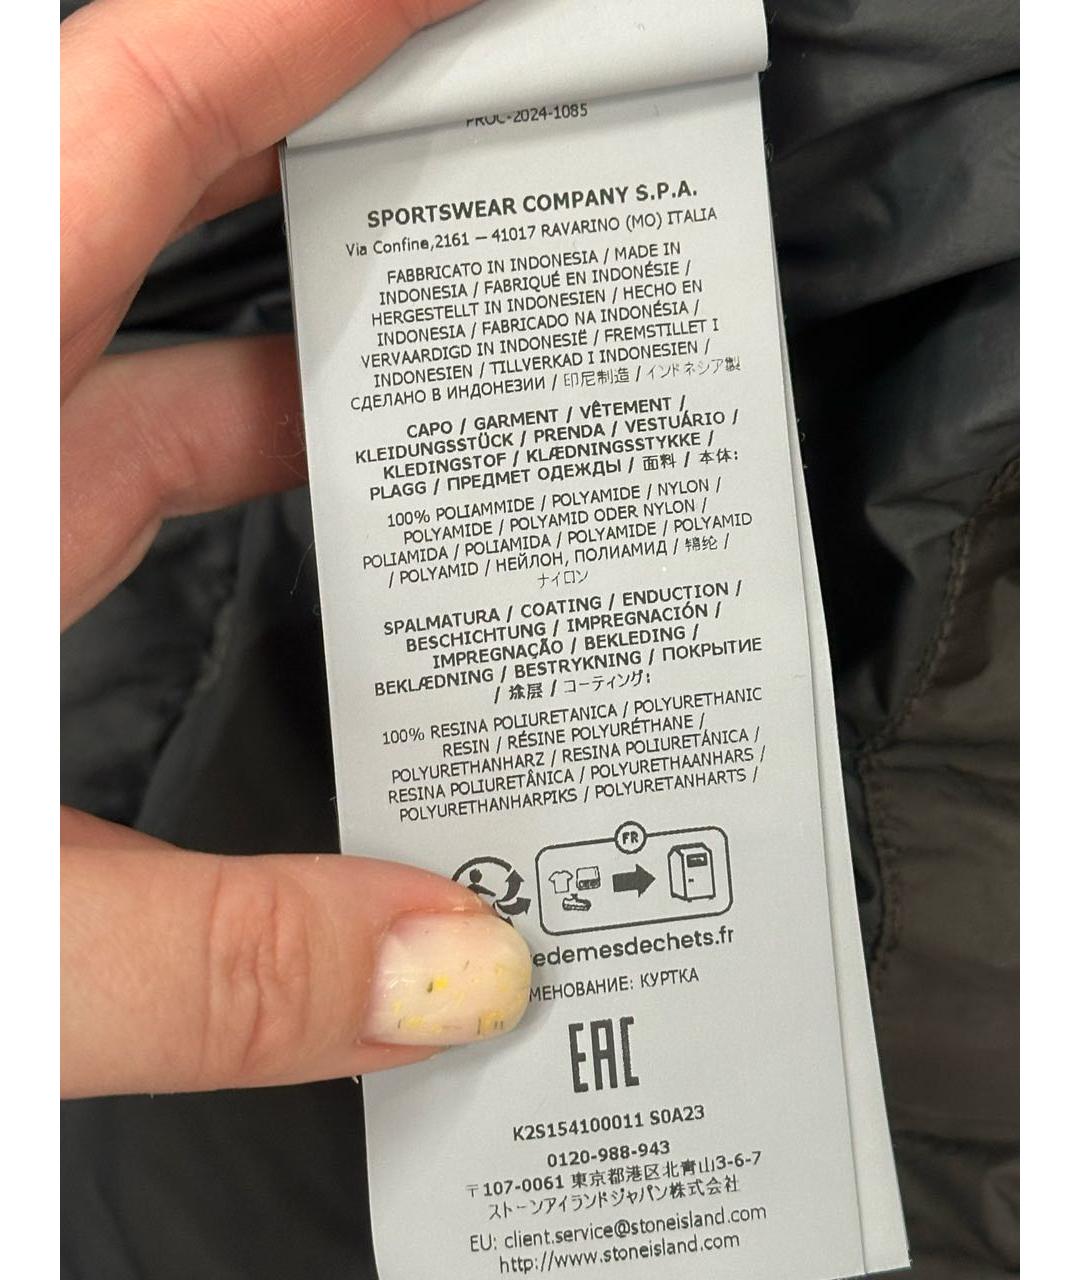 PROC-2024-1085
SPORTSWEAR COMPANY S.P.A.
Via Confine,2161 – 41017 RAVARINO (MO) ITALIA
FABBRICATO IN INDONESIA / MADE IN
INDONESIA / FABRIQUÉ EN INDONÉSIE /
HERGESTELLT IN INDONESIEN / HECHO EN
INDONESIA / FABRICADO NA INDONÉSIA /
VERVAARDIGD IN INDONESIË / FREMSTILLET I
INDONESIEN / TILLVERKAD I INDONESIEN /
СДЕЛАНО В ИНДОНЕЗИИ / 印尼制造 / インドネシア製
CAPO / GARMENT / VÊTEMENT /
KLEIDUNGSSTÜCK / PRENDA / VESTUÁRIO /
KLEDINGSTOF / KLÆDNINGSSTYKKE /
PLAGG / ПРЕДМЕТ ОДЕЖДЫ / 面料 / 本体:
100% POLIAMMIDE / POLYAMIDE / NYLON /
POLYAMIDE / POLYAMID ODER NYLON /
POLIAMIDA / POLIAMIDA / POLYAMIDE / POLYAMID
/ POLYAMID / НЕЙЛОН, ПОЛИАМИД / 锦纶 /
ナイロン
SPALMATURA / COATING / ENDUCTION /
BESCHICHTUNG / IMPREGNACIÓN /
IMPREGNAÇÃO / BEKLEDING /
BEKLÆDNING / BESTRYKNING / ПОКРЫТИЕ
/ 涂层 / コーティング:
100% RESINA POLIURETANICA / POLYURETHANIC
RESIN / RÉSINE POLYURÉTHANE /
POLYURETHANHARZ / RESINA POLIURETÁNICA /
RESINA POLIURETÂNICA / POLYURETHAANHARS /
POLYURETHANHARPIKS / POLYURETANHARTS /
FR
edemesdechets.fr
МЕНОВАНИЕ: КУРТКА
EAC
K2S154100011 S0A23
0120-988-943
〒107-0061 東京都港区北青山3-6-7
ストーンアイランドジャパン株式会社
EU: client.service@stoneisland.com
http://www.stoneisland.com